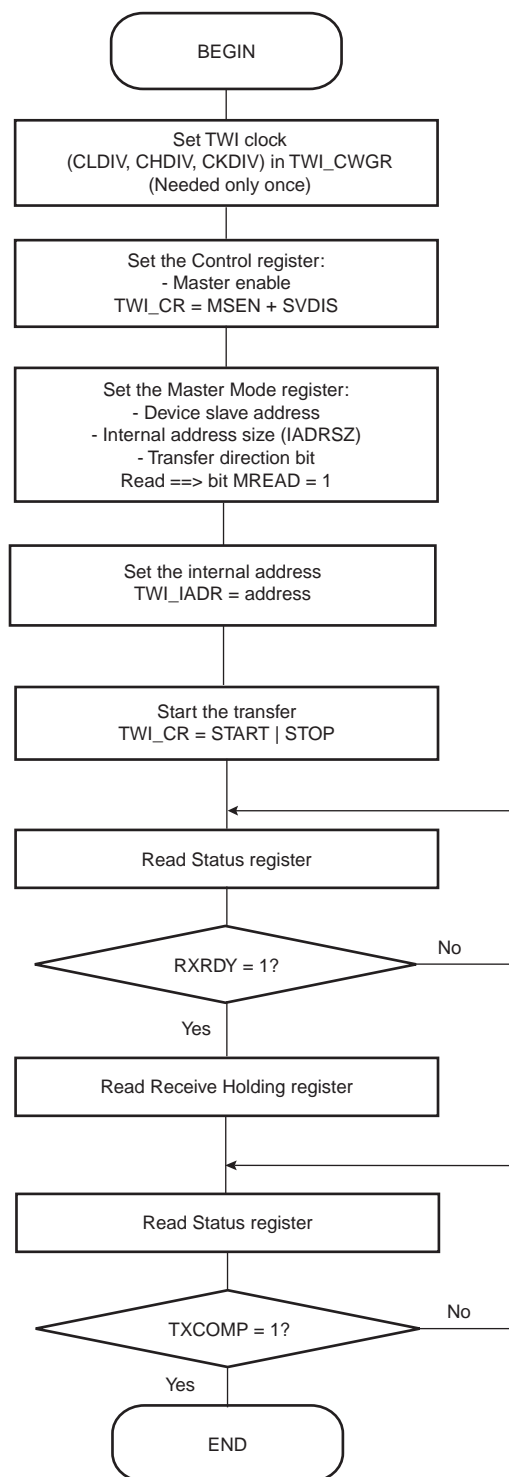 BEGIN
Set TWI clock
(CLDIV, CHDIV, CKDIV) in TWI_CWGR
(Needed only once)
Set the Control register:
- Master enable
TWI_CR = MSEN + SVDIS
Set the Master Mode register:
- Device slave address
- Internal address size (IADRSZ)
- Transfer direction bit
Read ==> bit MREAD = 1
Set the internal address
TWI_IADR = address
Start the transfer
TWI_CR = START | STOP
Read Status register
RXRDY = 1?
No
Yes
Read Receive Holding register
Read Status register
TXCOMP = 1?
No
Yes
END